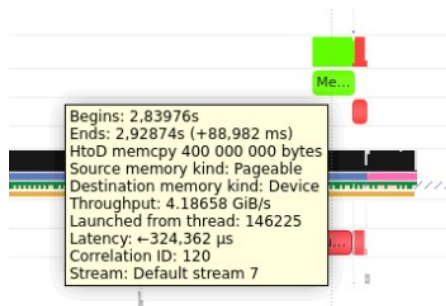 Me...
Begins: 2,83976s
Ends: 2,92874s (+88,982 ms)
HtoD memcpy 400 000 000 bytes
Source memory kind: Pageable
Destination memory kind: Device
Throughput: 4.18658 GiB/s
Launched from thread: 146225
Latency: ←324,362 μs
Correlation ID: 120
Stream: Default stream 7